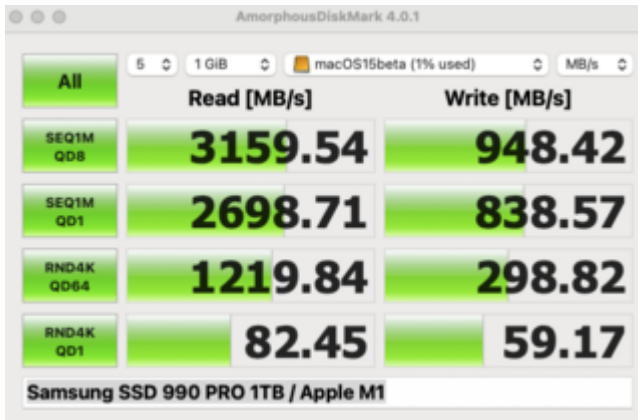 AmorphousDiskMark 4.0.1
All
5 1 GiB macOS15beta (1% used) MB/s
Read [MB/s] Write [MB/s]
SEQ1M QD8 3159.54 948.42
SEQ1M QD1 2698.71 838.57
RND4K QD64 1219.84 298.82
RND4K QD1 82.45 59.17
Samsung SSD 990 PRO 1TB / Apple M1